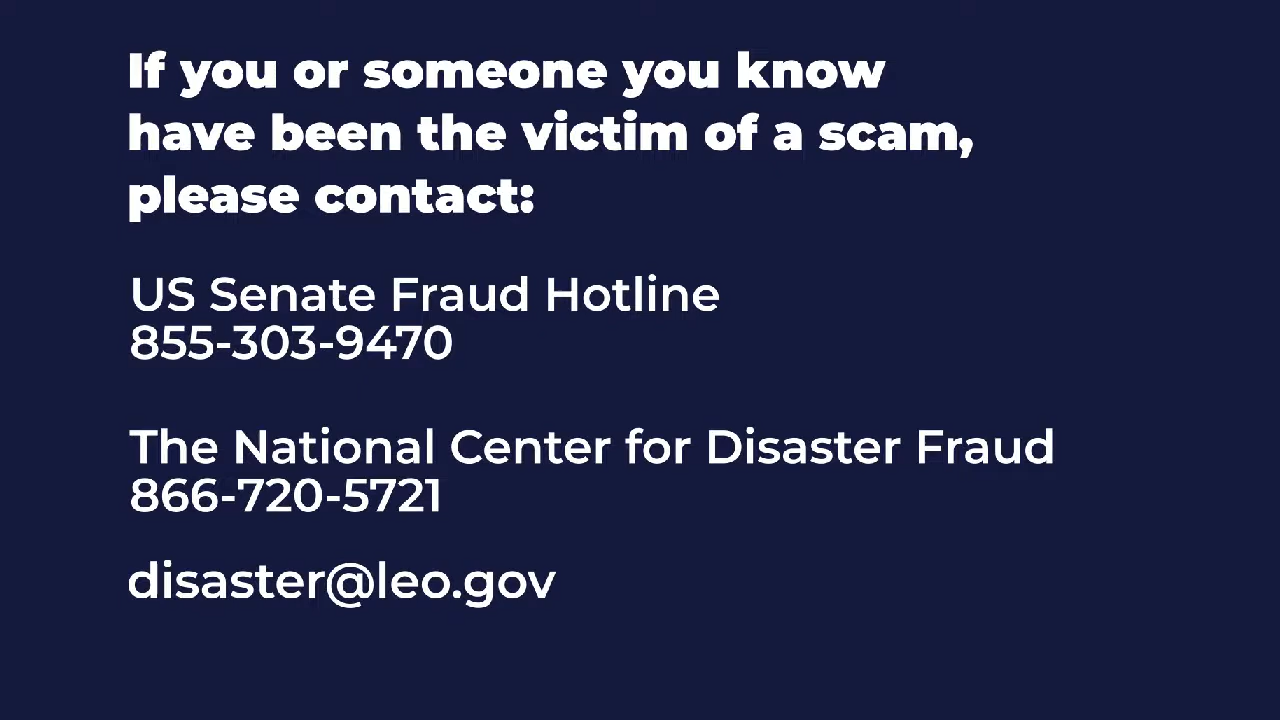 If you or someone you know
have been the victim of a scam,
please contact:
US Senate Fraud Hotline
855-303-9470
The National Center for Disaster Fraud
866-720-5721
disaster@leo.gov